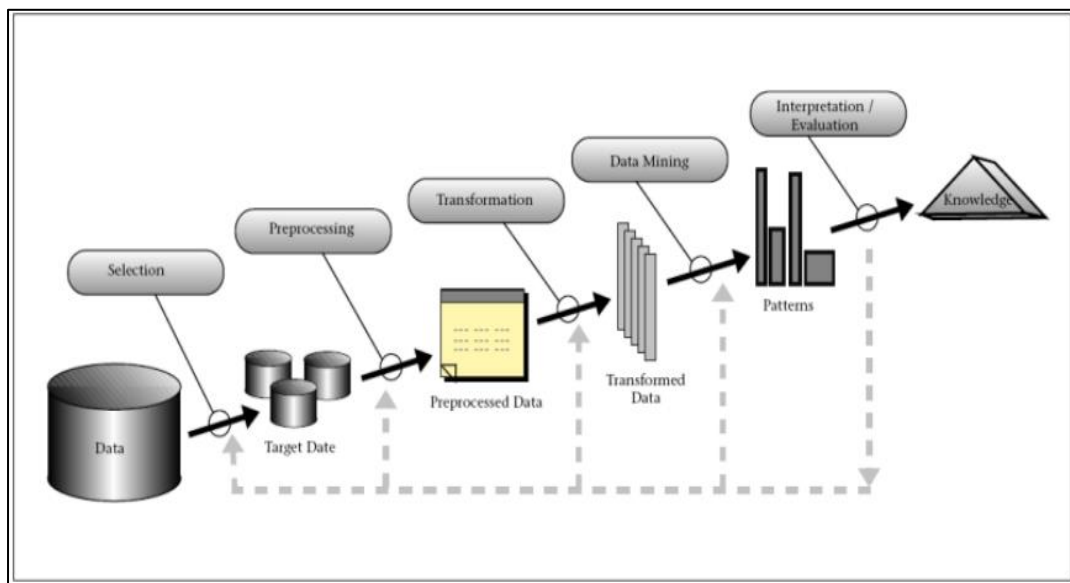 Interpretation /
Evaluation
Data Mining
Transformation
Preprocessing
Selection
Knowledge
Patterns
Transformed
Data
Preprocessed Data
Target Date
Data